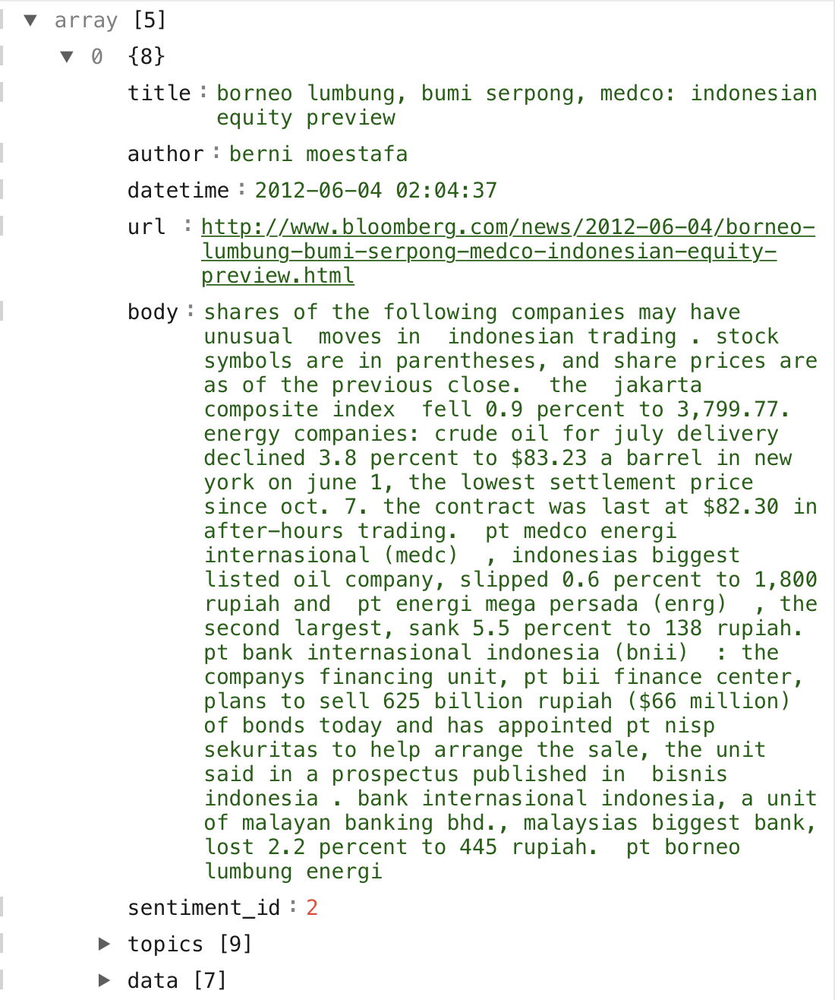 array [5]
0 {8}
title : borneo lumbung, bumi serpong, medco: indonesian
equity preview
author : berni moestafa
datetime : 2012-06-04 02:04:37
url : http://www.bloomberg.com/news/2012-06-04/borneo-
lumbung-bumi-serpong-medco-indonesian-equity-
preview.html
body : shares of the following companies may have
unusual  moves in  indonesian trading . stock
symbols are in parentheses, and share prices are
as of the previous close.  the  jakarta
composite index  fell 0.9 percent to 3,799.77.
energy companies: crude oil for july delivery
declined 3.8 percent to $83.23 a barrel in new
york on june 1, the lowest settlement price
since oct. 7. the contract was last at $82.30 in
after-hours trading.  pt medco energi
internasional (medc)  , indonesias biggest
listed oil company, slipped 0.6 percent to 1,800
rupiah and  pt energi mega persada (enrg)  , the
second largest, sank 5.5 percent to 138 rupiah.
pt bank internasional indonesia (bnii)  : the
companys financing unit, pt bii finance center,
plans to sell 625 billion rupiah ($66 million)
of bonds today and has appointed pt nisp
sekuritas to help arrange the sale, the unit
said in a prospectus published in  bisnis
indonesia . bank internasional indonesia, a unit
of malayan banking bhd., malaysias biggest bank,
lost 2.2 percent to 445 rupiah.  pt borneo
lumbung energi
sentiment_id : 2
topics [9]
data [7]